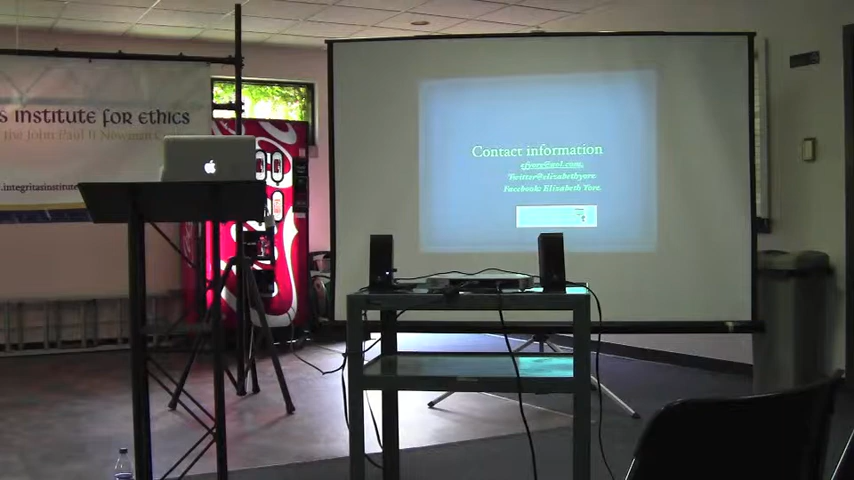 s Institute for Ethics
the John Paul II Newman
.integritasinstitute
Contact information
Twitter@elizabethyore.
Facebook: Elizabeth Yore.